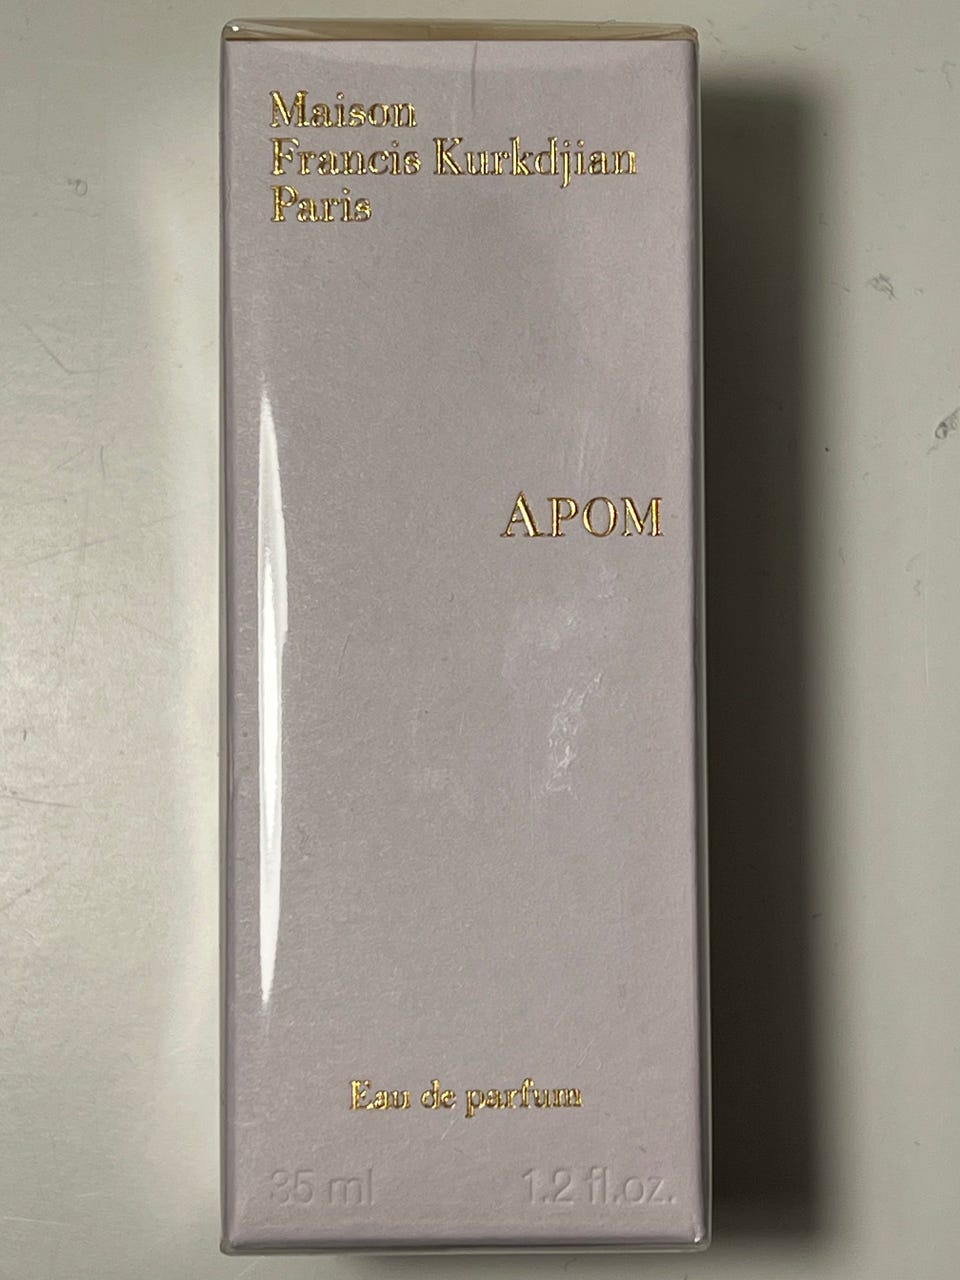 Maison
Francis Kurkdjian
Paris
APOM
Eau de parfum
35 ml 1.2 fl.oz.